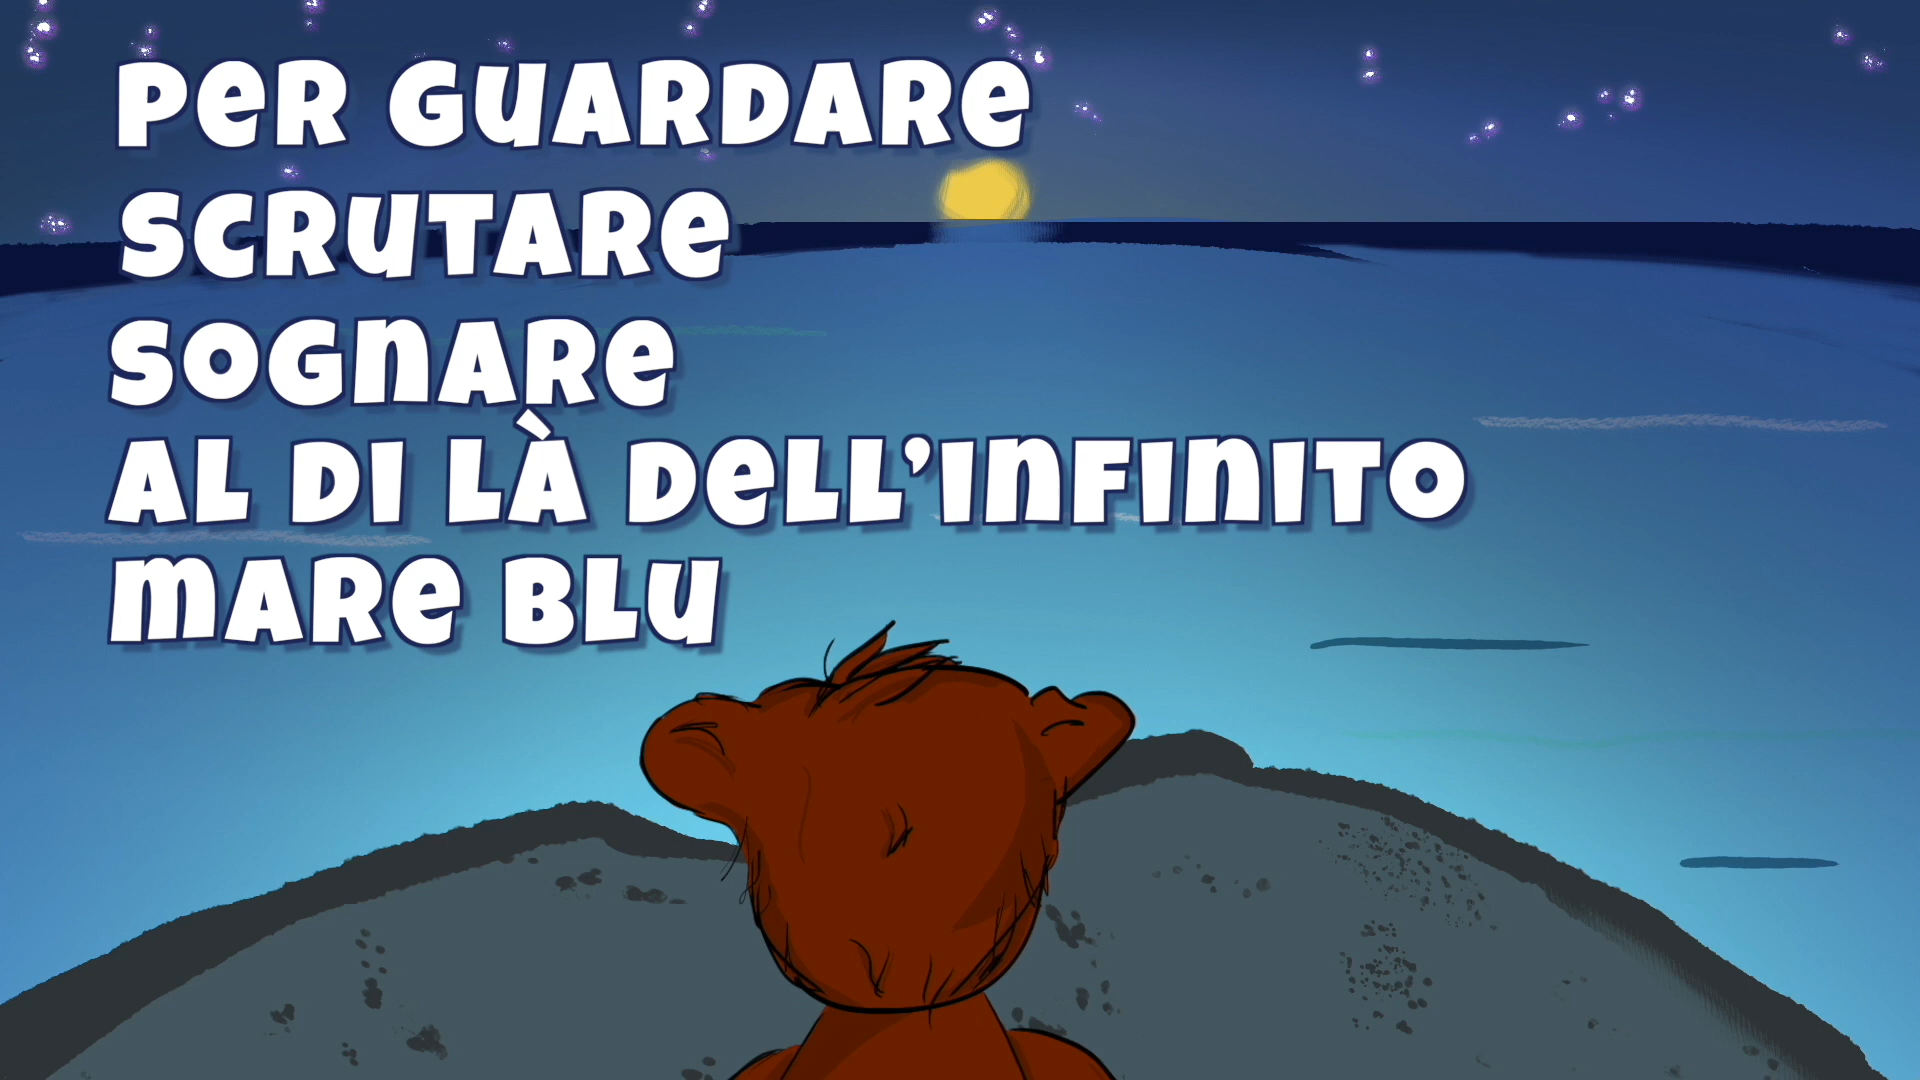 PER GUARDARE
SCRUTARE
SOGNARE
AL DI LÀ DELL’INFINITO
MARE BLU